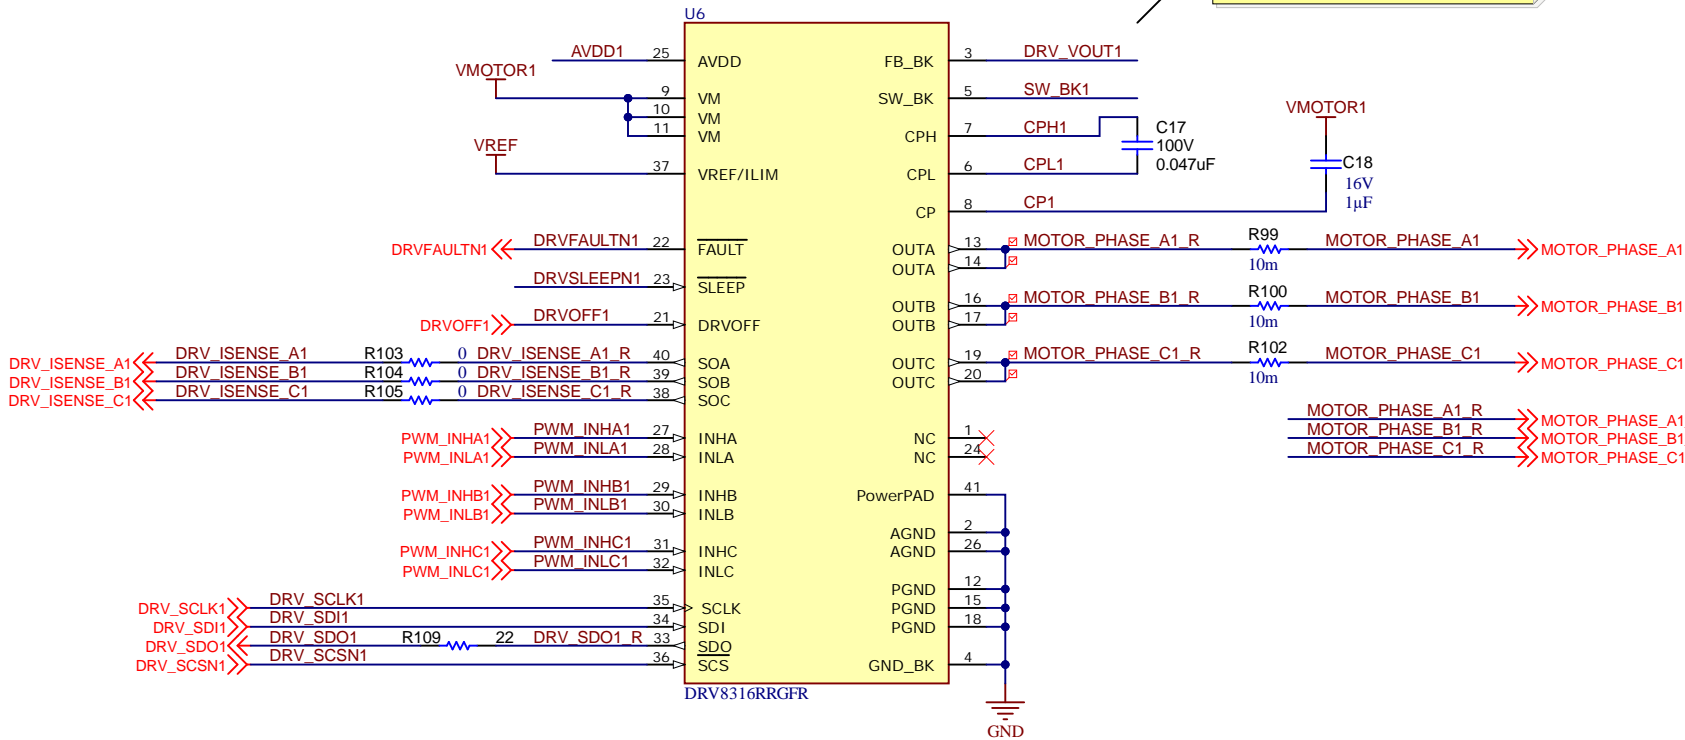 U6
AVDD1 25 AVDD FB_BK 3 DRV_VOUT1
VMOTOR1
9 VM SW_BK 5 SW_BK1
10 VM
11 VM CPH 7 CPH1
C17
100V
0.047uF
VMOTOR1
VREF
37 VREF/ILIM CPL 6 CPL1
C18
16V
1µF
CP 8 CP1
DRVFAULTN1 DRVFAULTN1 22 FAULT OUTA 13 MOTOR_PHASE_A1_R R99 MOTOR_PHASE_A1 MOTOR_PHASE_A1
OUTA 14 10m
DRVSLEEPN1 23 SLEEP
OUTB 16 MOTOR_PHASE_B1_R R100 MOTOR_PHASE_B1 MOTOR_PHASE_B1
DRVOFF1 DRVOFF1 21 DRVOFF OUTB 17 10m
DRV_ISENSE_A1 DRV_ISENSE_A1 R103 0 DRV_ISENSE_A1_R 40 SOA OUTC 19 MOTOR_PHASE_C1_R R102 MOTOR_PHASE_C1 MOTOR_PHASE_C1
DRV_ISENSE_B1 DRV_ISENSE_B1 R104 0 DRV_ISENSE_B1_R 39 SOB OUTC 20 10m
DRV_ISENSE_C1 DRV_ISENSE_C1 R105 0 DRV_ISENSE_C1_R 38 SOC
MOTOR_PHASE_A1_R MOTOR_PHASE_A1
PWM_INHA1 PWM_INHA1 27 INHA NC 1 MOTOR_PHASE_B1_R MOTOR_PHASE_B1
PWM_INLA1 PWM_INLA1 28 INLA NC 24 MOTOR_PHASE_C1_R MOTOR_PHASE_C1
PWM_INHB1 PWM_INHB1 29 INHB PowerPAD 41
PWM_INLB1 PWM_INLB1 30 INLB
AGND 2
PWM_INHC1 PWM_INHC1 31 INHC AGND 26
PWM_INLC1 PWM_INLC1 32 INLC
PGND 12
DRV_SCLK1 DRV_SCLK1 35 SCLK PGND 15
DRV_SDI1 DRV_SDI1 34 SDI PGND 18
DRV_SDO1 DRV_SDO1 R109 22 DRV_SDO1_R 33 SDO
DRV_SCSN1 DRV_SCSN1 36 SCS GND_BK 4
DRV8316RRGFR
GND